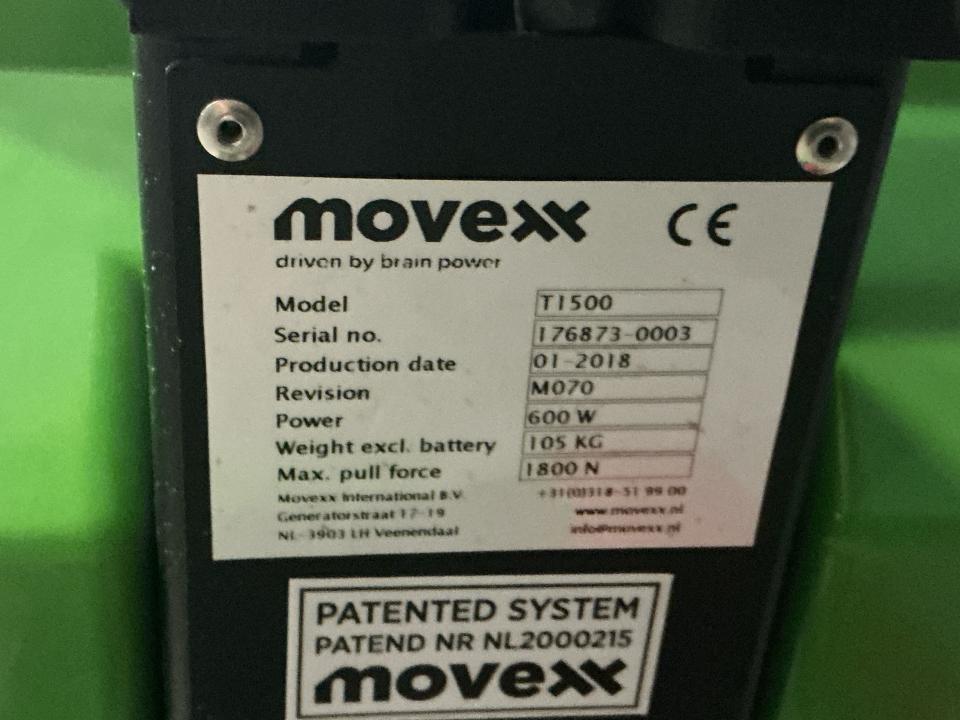 movexx CE
driven by brain power
Model T1500
Serial no. 176873-0003
Production date 01-2018
Revision M070
Power 600 W
Weight excl. battery 105 KG
Max. pull force 1800 N
Movexx International B.V. +31(0)318-51 99 00
Generatorstraat 17-19 www.movexx.nl
NL-3903 LH Veenendaal info@movexx.nl
PATENTED SYSTEM
PATEND NR NL2000215
movexx